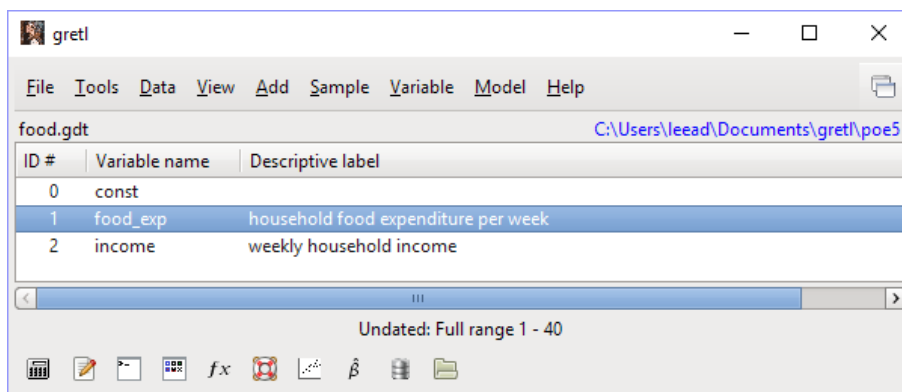 gretl
File Tools Data View Add Sample Variable Model Help
food.gdt C:\Users\leead\Documents\gretl\poe5
ID # Variable name Descriptive label
0 const
1 food_exp household food expenditure per week
2 income weekly household income
Undated: Full range 1 - 40
fx β̂